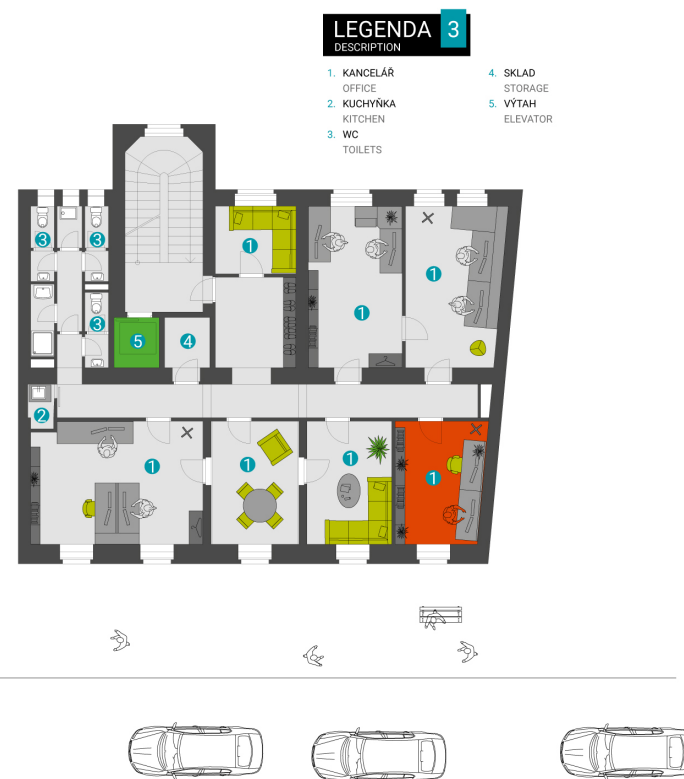 LEGENDA 3
DESCRIPTION
1. KANCELÁŘ
OFFICE
2. KUCHYŇKA
KITCHEN
3. WC
TOILETS
4. SKLAD
STORAGE
5. VÝTAH
ELEVATOR
3 3 1
1 1
3 5 4
2
1 1 1 1